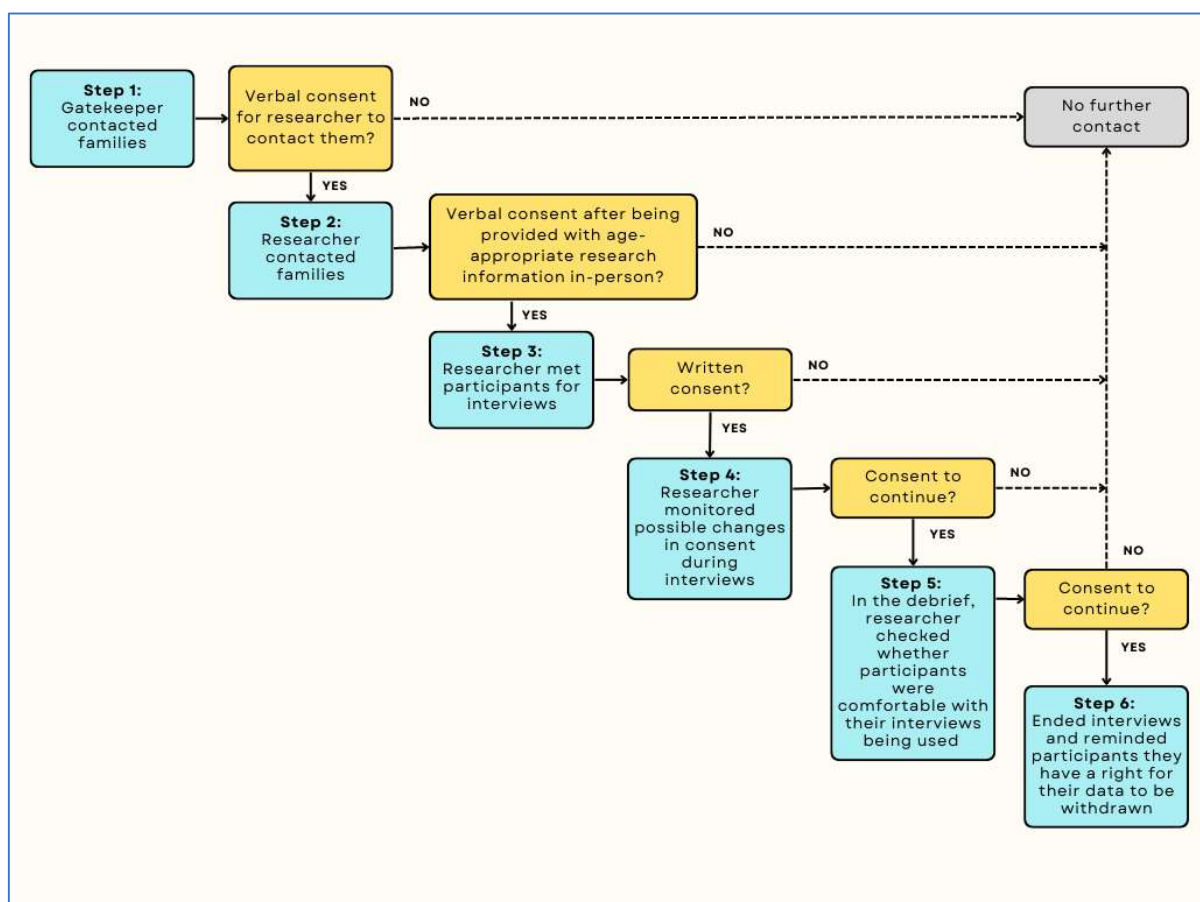 Step 1:
Gatekeeper
contacted
families
Verbal consent
for researcher to
contact them?
NO
No further
contact
YES
Step 2:
Researcher
contacted
families
Verbal consent after being
provided with age-
appropriate research
information in-person?
NO
YES
Step 3:
Researcher met
participants for
interviews
Written
consent?
NO
YES
Step 4:
Researcher
monitored
possible changes
in consent
during
interviews
Consent to
continue?
NO
YES
Step 5:
In the debrief,
researcher
checked
whether
participants
were
comfortable with
their interviews
being used
NO
Consent to
continue?
YES
Step 6:
Ended interviews
and reminded
participants they
have a right for
their data to be
withdrawn